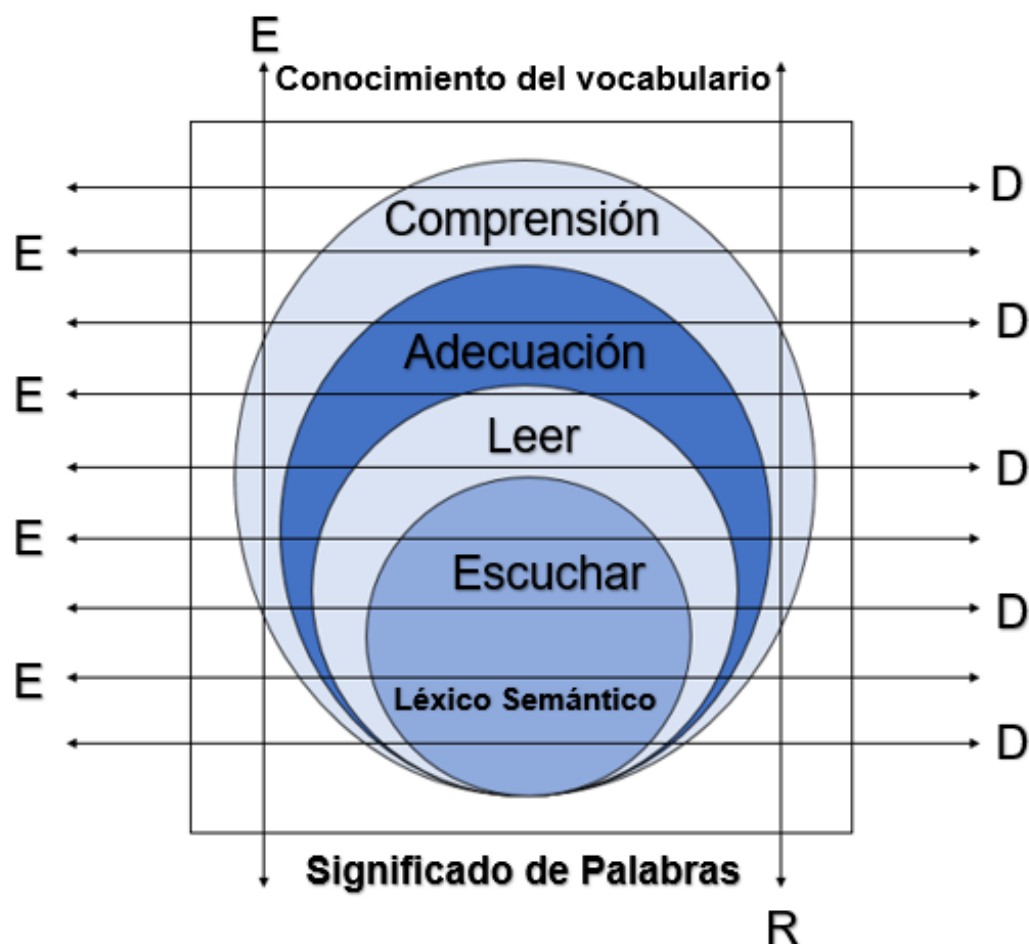 E
Conocimiento del vocabulario
D
Comprensión
E
D
Adecuación
E
Leer
D
E
Escuchar
D
E
Léxico Semántico
D
Significado de Palabras
R